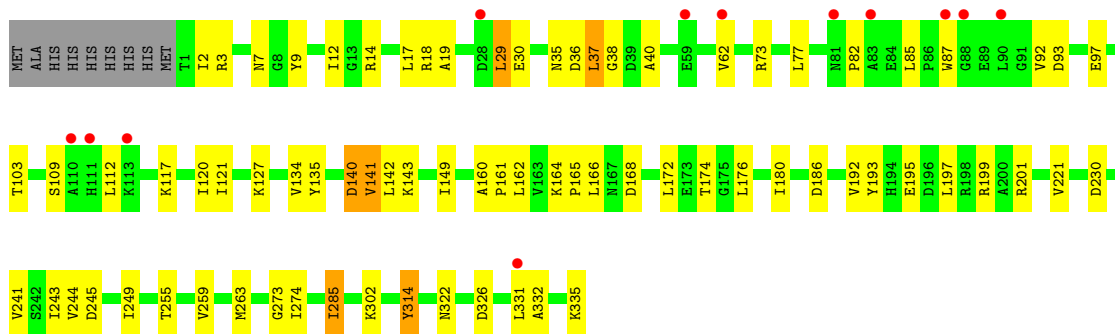 MET ALA HIS HIS HIS HIS HIS HIS MET T1 I2 R3 N7 G8 Y9 I12 G13 R14 L17 R18 A19 D28 L29 E30 N35 D36 L37 G38 D39 A40 E59 V62 R73 L77 N81 P82 A83 E84 L85 P86 W87 G88 E89 L90 G91 V92 D93 E97
T103 S109 A110 H111 L112 K113 K117 I120 I121 K127 V134 Y135 D140 V141 L142 K143 I149 A160 P161 L162 V163 K164 P165 L166 N167 D168 L172 E173 T174 G175 L176 I180 D186 V192 Y193 H194 E195 D196 L197 R198 R199 A200 R201 V221 D230
V241 S242 I243 V244 D245 I249 T255 V259 M263 G273 I274 I285 K302 Y314 N322 D326 L331 A332 K335